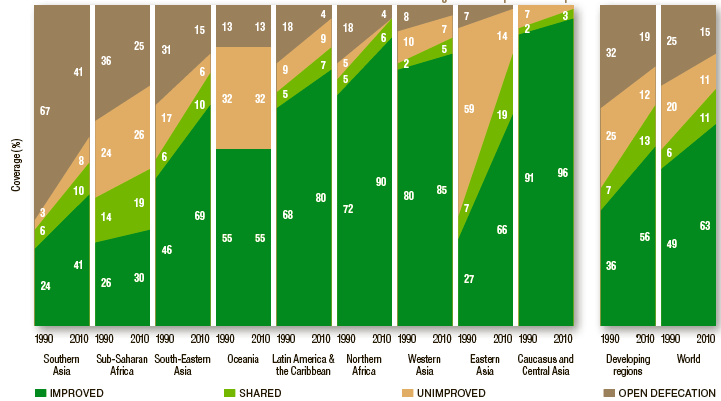 Coverage (%)
67 41
3 8
6 10
24 41
1990 2010
Southern
Asia
36 25
24 26
14 19
26 30
1990 2010
Sub-Saharan
Africa
31 15
17 6
6 10
46 69
1990 2010
South-Eastern
Asia
13 13
32 32
55 55
1990 2010
Oceania
18 4
9 9
5 7
68 80
1990 2010
Latin America &
the Caribbean
18 4
5 6
5
72 90
1990 2010
Northern
Africa
8
10 7
2 5
80 85
1990 2010
Western
Asia
7
59 14
7 19
27 66
1990 2010
Eastern
Asia
7 3
2
91 96
1990 2010
Caucasus and
Central Asia
32 19
25 12
7 13
36 56
1990 2010
Developing
regions
25 15
20 11
6 11
49 63
1990 2010
World
IMPROVED SHARED UNIMPROVED OPEN DEFECATION